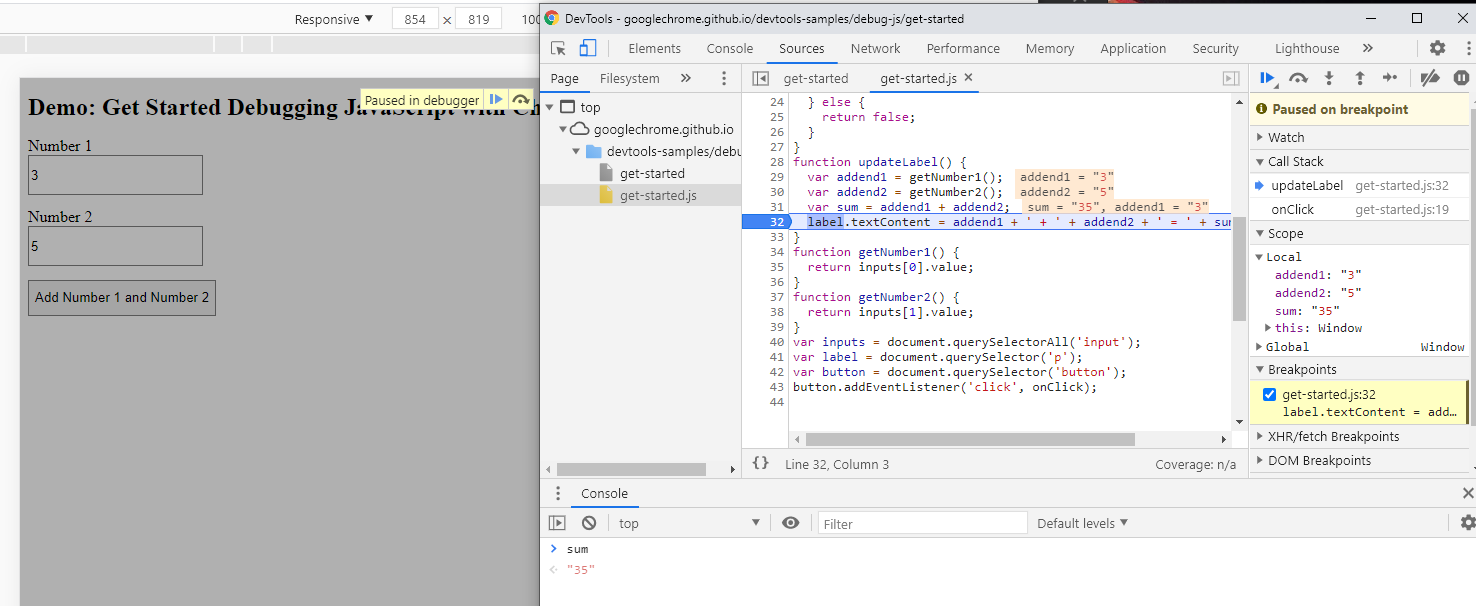 Responsive ▼ 854 × 819 100
Demo: Get Started Debugging JavaScript with Ch
Paused in debugger
Number 1
3
Number 2
5
Add Number 1 and Number 2
DevTools - googlechrome.github.io/devtools-samples/debug-js/get-started
Elements Console Sources Network Performance Memory Application Security Lighthouse »
Page Filesystem »
top
googlechrome.github.io
devtools-samples/debu
get-started
get-started.js
get-started get-started.js ×
24 } else {
25 return false;
26 }
27 }
28 function updateLabel() {
29 var addend1 = getNumber1(); addend1 = "3"
30 var addend2 = getNumber2(); addend2 = "5"
31 var sum = addend1 + addend2; sum = "35", addend1 = "3"
32 label.textContent = addend1 + ' + ' + addend2 + ' = ' + sum
33 }
34 function getNumber1() {
35 return inputs[0].value;
36 }
37 function getNumber2() {
38 return inputs[1].value;
39 }
40 var inputs = document.querySelectorAll('input');
41 var label = document.querySelector('p');
42 var button = document.querySelector('button');
43 button.addEventListener('click', onClick);
44
{ } Line 32, Column 3 Coverage: n/a
Paused on breakpoint
Watch
Call Stack
updateLabel get-started.js:32
onClick get-started.js:19
Scope
Local
addend1: "3"
addend2: "5"
sum: "35"
this: Window
Global Window
Breakpoints
get-started.js:32
label.textContent = add…
XHR/fetch Breakpoints
DOM Breakpoints
Console
top ▼ Filter Default levels ▼
> sum
"35"